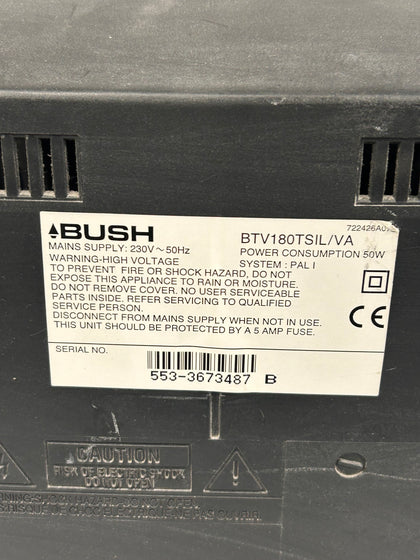 BUSH
BTV180TSIL/VA
722426A0
MAINS SUPPLY: 230V ~ 50Hz
POWER CONSUMPTION 50W
WARNING-HIGH VOLTAGE
SYSTEM : PAL I
TO PREVENT FIRE OR SHOCK HAZARD, DO NOT
EXPOSE THIS APPLIANCE TO RAIN OR MOISTURE.
DO NOT REMOVE COVER. NO USER SERVICEABLE
PARTS INSIDE. REFER SERVICING TO QUALIFIED
SERVICE PERSON.
DISCONNECT FROM MAINS SUPPLY WHEN NOT IN USE.
THIS UNIT SHOULD BE PROTECTED BY A 5 AMP FUSE.
CE
SERIAL NO.
553-3673487 B
CAUTION
RISK OF ELECTRIC SHOCK
DO NOT OPEN